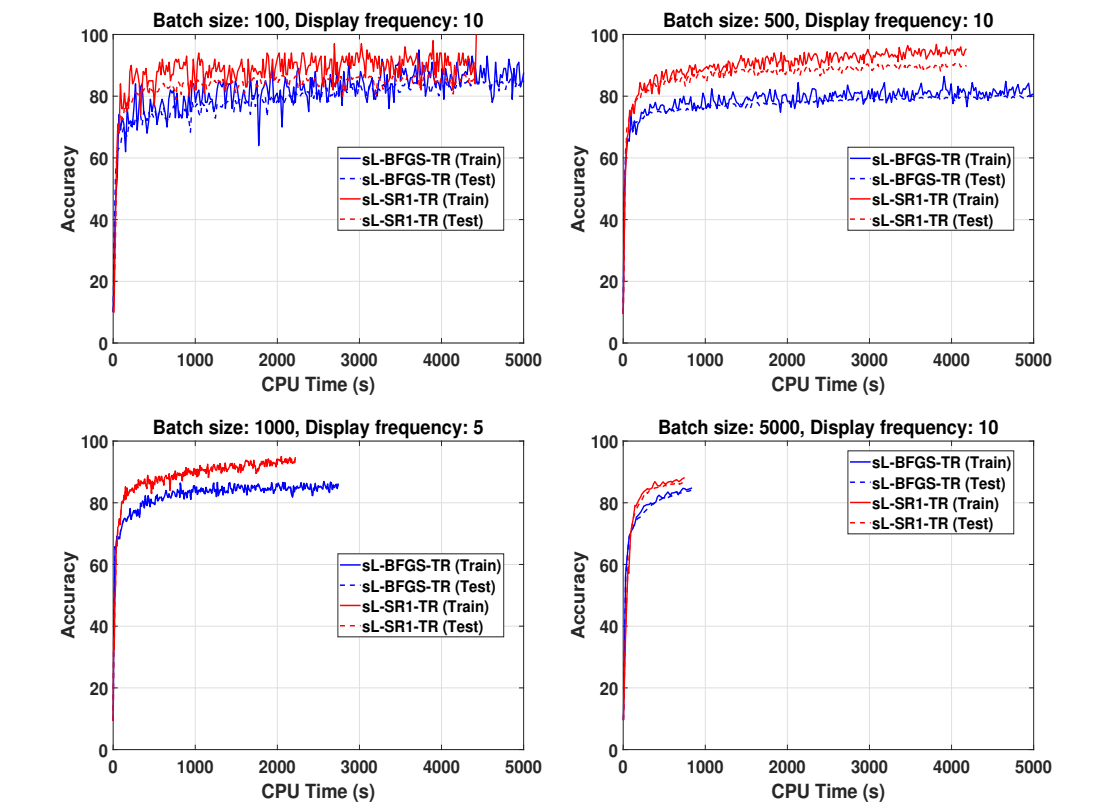 Batch size: 100, Display frequency: 10
100
80
60
40
20
0
Accuracy
0 1000 2000 3000 4000 5000
CPU Time (s)
sL-BFGS-TR (Train)
sL-BFGS-TR (Test)
sL-SR1-TR (Train)
sL-SR1-TR (Test)
Batch size: 500, Display frequency: 10
100
80
60
40
20
0
Accuracy
0 1000 2000 3000 4000 5000
CPU Time (s)
sL-BFGS-TR (Train)
sL-BFGS-TR (Test)
sL-SR1-TR (Train)
sL-SR1-TR (Test)
Batch size: 1000, Display frequency: 5
100
80
60
40
20
0
Accuracy
0 1000 2000 3000 4000 5000
CPU Time (s)
sL-BFGS-TR (Train)
sL-BFGS-TR (Test)
sL-SR1-TR (Train)
sL-SR1-TR (Test)
Batch size: 5000, Display frequency: 10
100
80
60
40
20
0
Accuracy
0 1000 2000 3000 4000 5000
CPU Time (s)
sL-BFGS-TR (Train)
sL-BFGS-TR (Test)
sL-SR1-TR (Train)
sL-SR1-TR (Test)